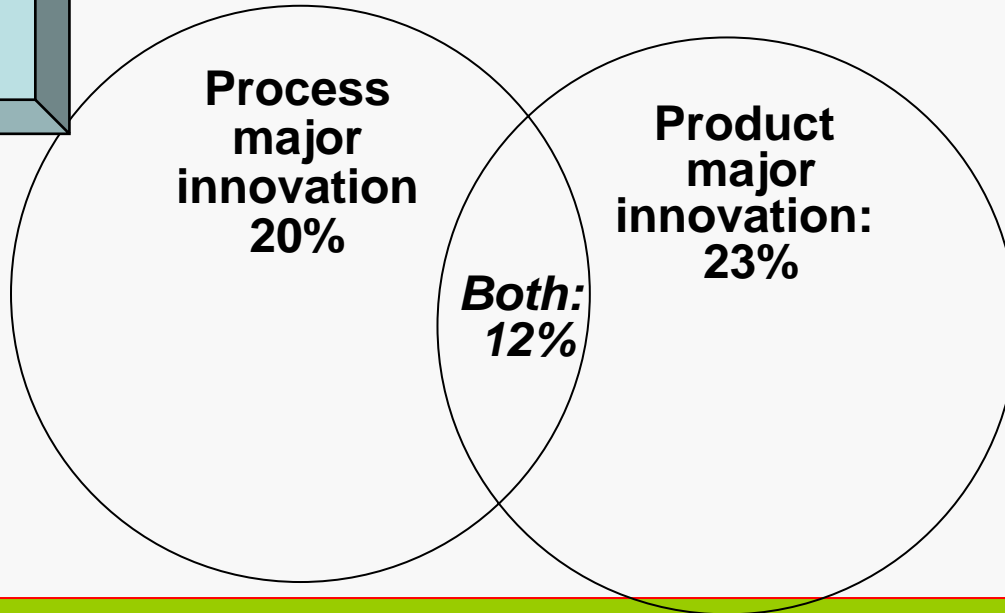 Process
major
innovation
20%
Product
major
innovation:
23%
Both:
12%